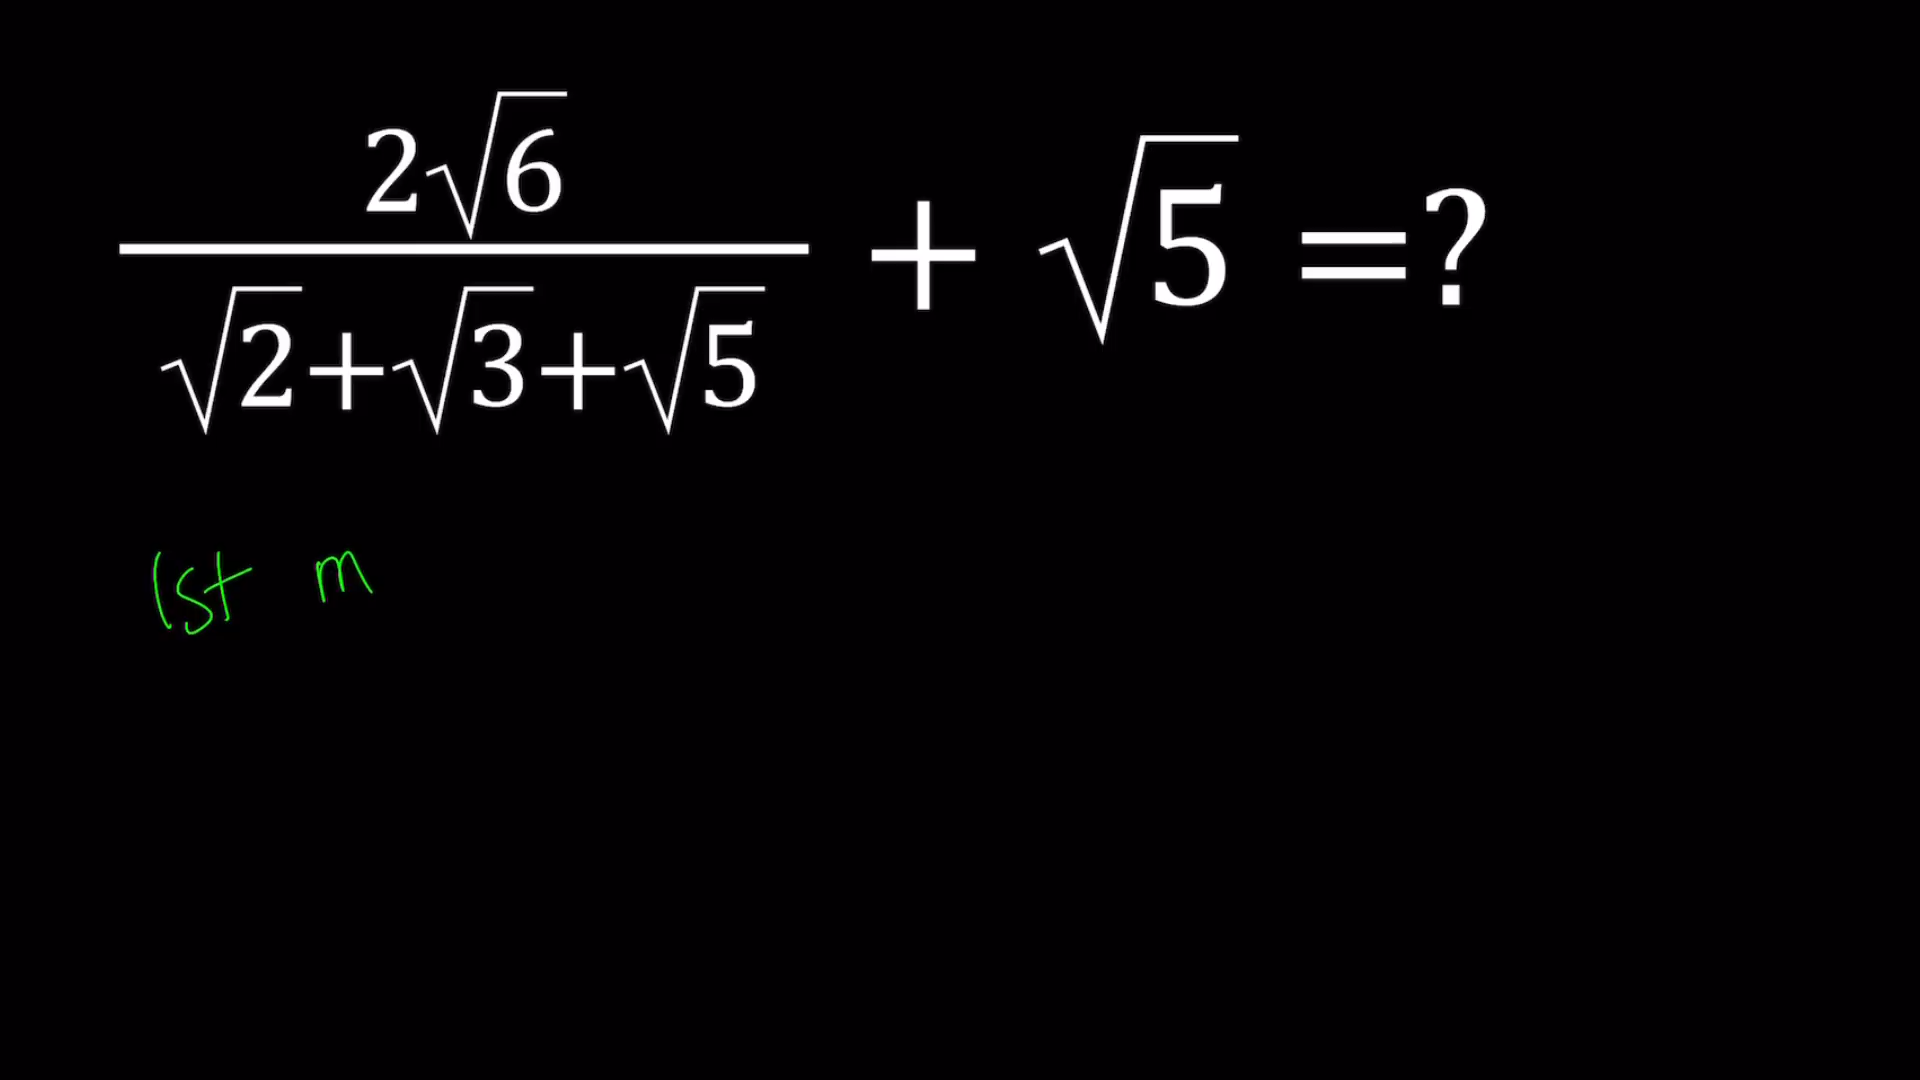 2√6
√2+√3+√5
+ √5 =?
1st m